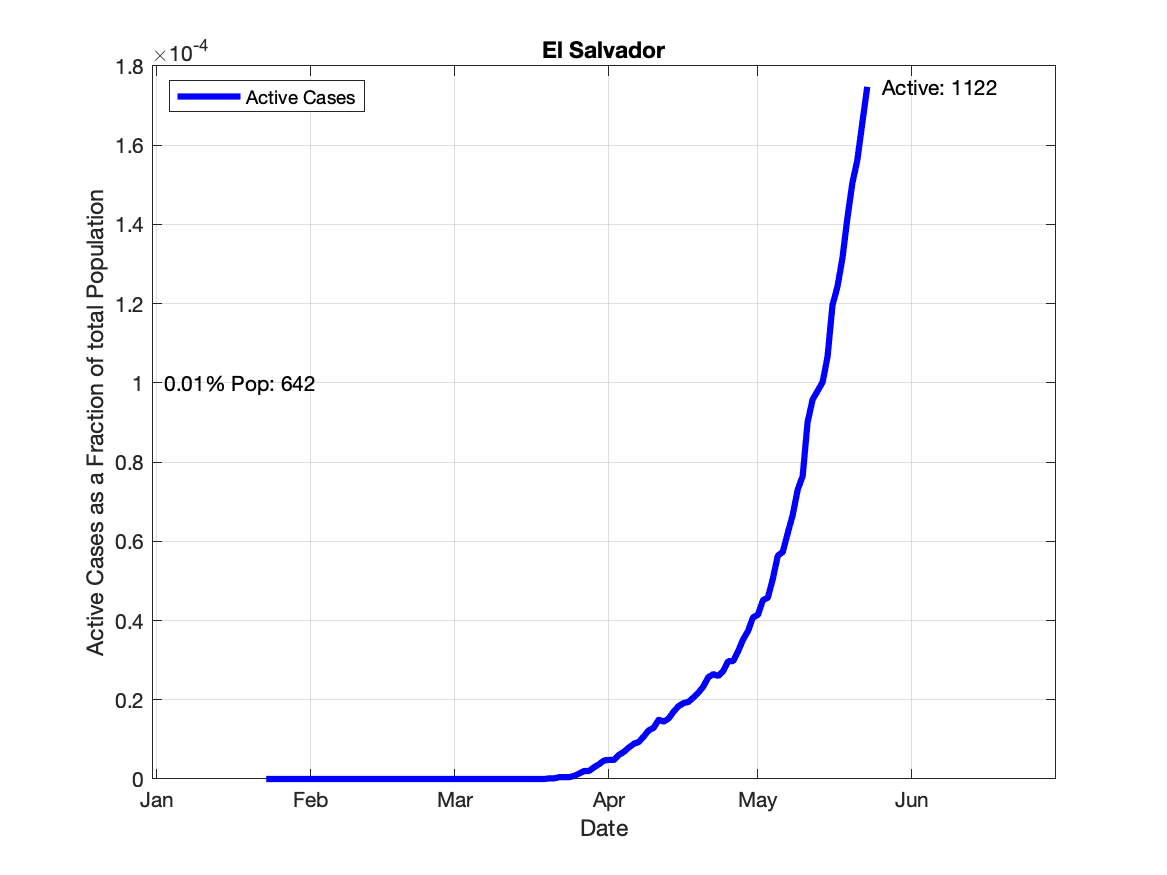 El Salvador
×10-4
1.8
1.6
1.4
1.2
1
0.8
0.6
0.4
0.2
0
Active Cases as a Fraction of total Population
Active Cases
Active: 1122
0.01% Pop: 642
Jan Feb Mar Apr May Jun
Date